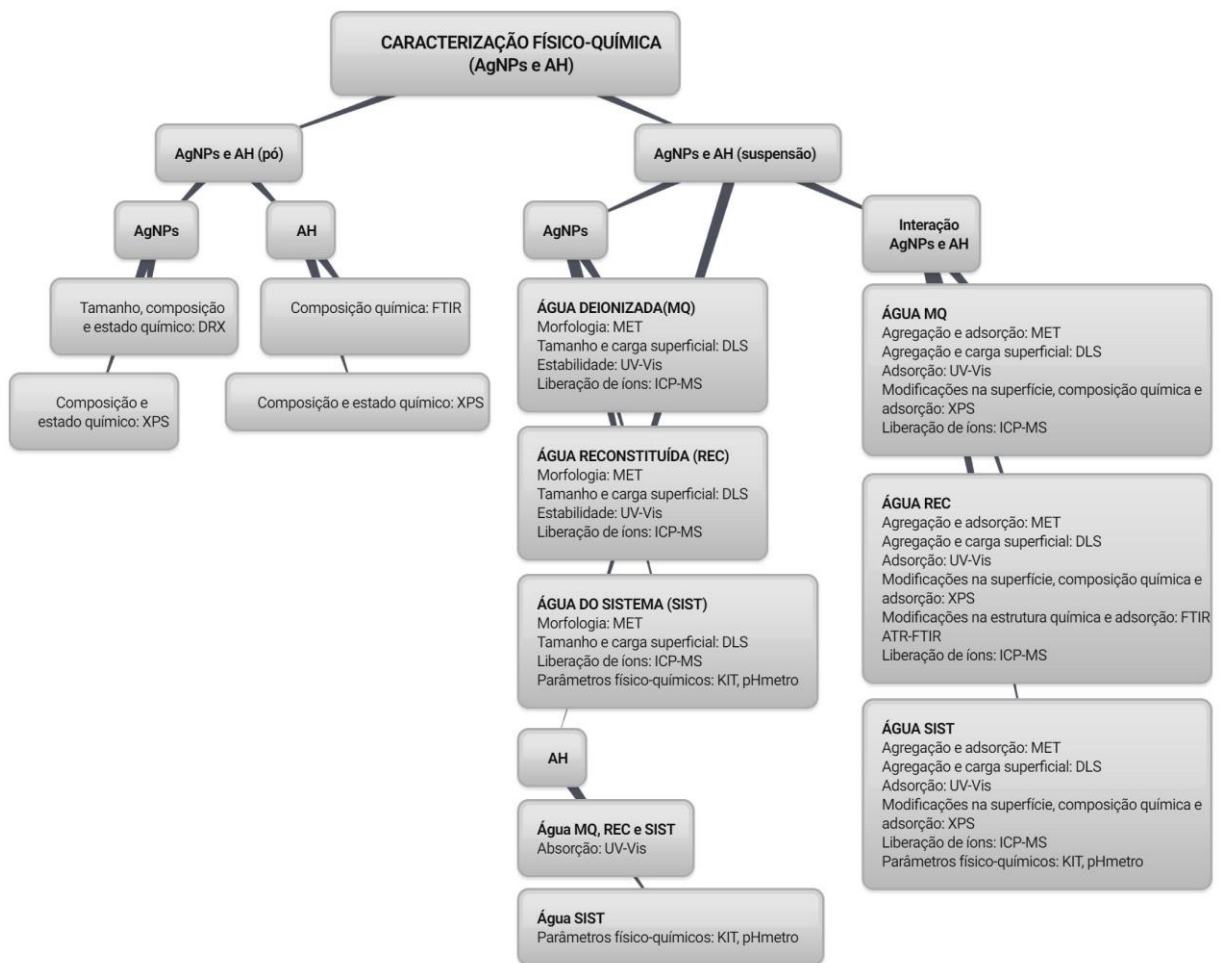 CARACTERIZAÇÃO FÍSICO-QUÍMICA
(AgNPs e AH)
AgNPs e AH (pó)
AgNPs
AH
Tamanho, composição
e estado químico: DRX
Composição química: FTIR
Composição e
estado químico: XPS
Composição e estado químico: XPS
AgNPs e AH (suspensão)
AgNPs
ÁGUA DEIONIZADA(MQ)
Morfologia: MET
Tamanho e carga superficial: DLS
Estabilidade: UV-Vis
Liberação de íons: ICP-MS
ÁGUA RECONSTITUÍDA (REC)
Morfologia: MET
Tamanho e carga superficial: DLS
Estabilidade: UV-Vis
Liberação de íons: ICP-MS
ÁGUA DO SISTEMA (SIST)
Morfologia: MET
Tamanho e carga superficial: DLS
Liberação de íons: ICP-MS
Parâmetros físico-químicos: KIT, pHmetro
AH
Água MQ, REC e SIST
Absorção: UV-Vis
Água SIST
Parâmetros físico-químicos: KIT, pHmetro
Interação
AgNPs e AH
ÁGUA MQ
Agregação e adsorção: MET
Agregação e carga superficial: DLS
Adsorção: UV-Vis
Modificações na superfície, composição química e
adsorção: XPS
Liberação de íons: ICP-MS
ÁGUA REC
Agregação e adsorção: MET
Agregação e carga superficial: DLS
Adsorção: UV-Vis
Modificações na superfície, composição química e
adsorção: XPS
Modificações na estrutura química e adsorção: FTIR
ATR-FTIR
Liberação de íons: ICP-MS
ÁGUA SIST
Agregação e adsorção: MET
Agregação e carga superficial: DLS
Adsorção: UV-Vis
Modificações na superfície, composição química e
adsorção: XPS
Liberação de íons: ICP-MS
Parâmetros físico-químicos: KIT, pHmetro